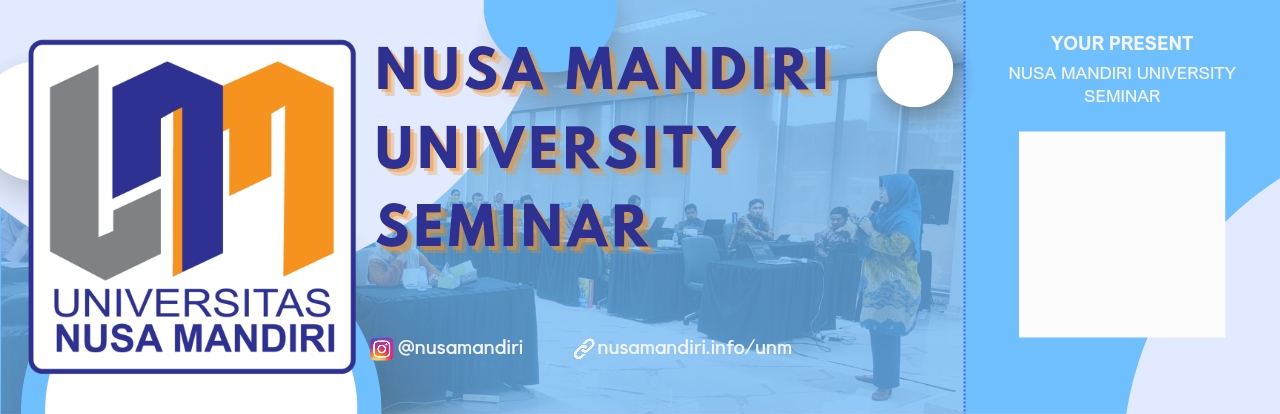 UNIVERSITAS
NUSA MANDIRI
NUSA MANDIRI
UNIVERSITY
SEMINAR
@nusamandiri
nusamandiri.info/unm
YOUR PRESENT
NUSA MANDIRI UNIVERSITY
SEMINAR